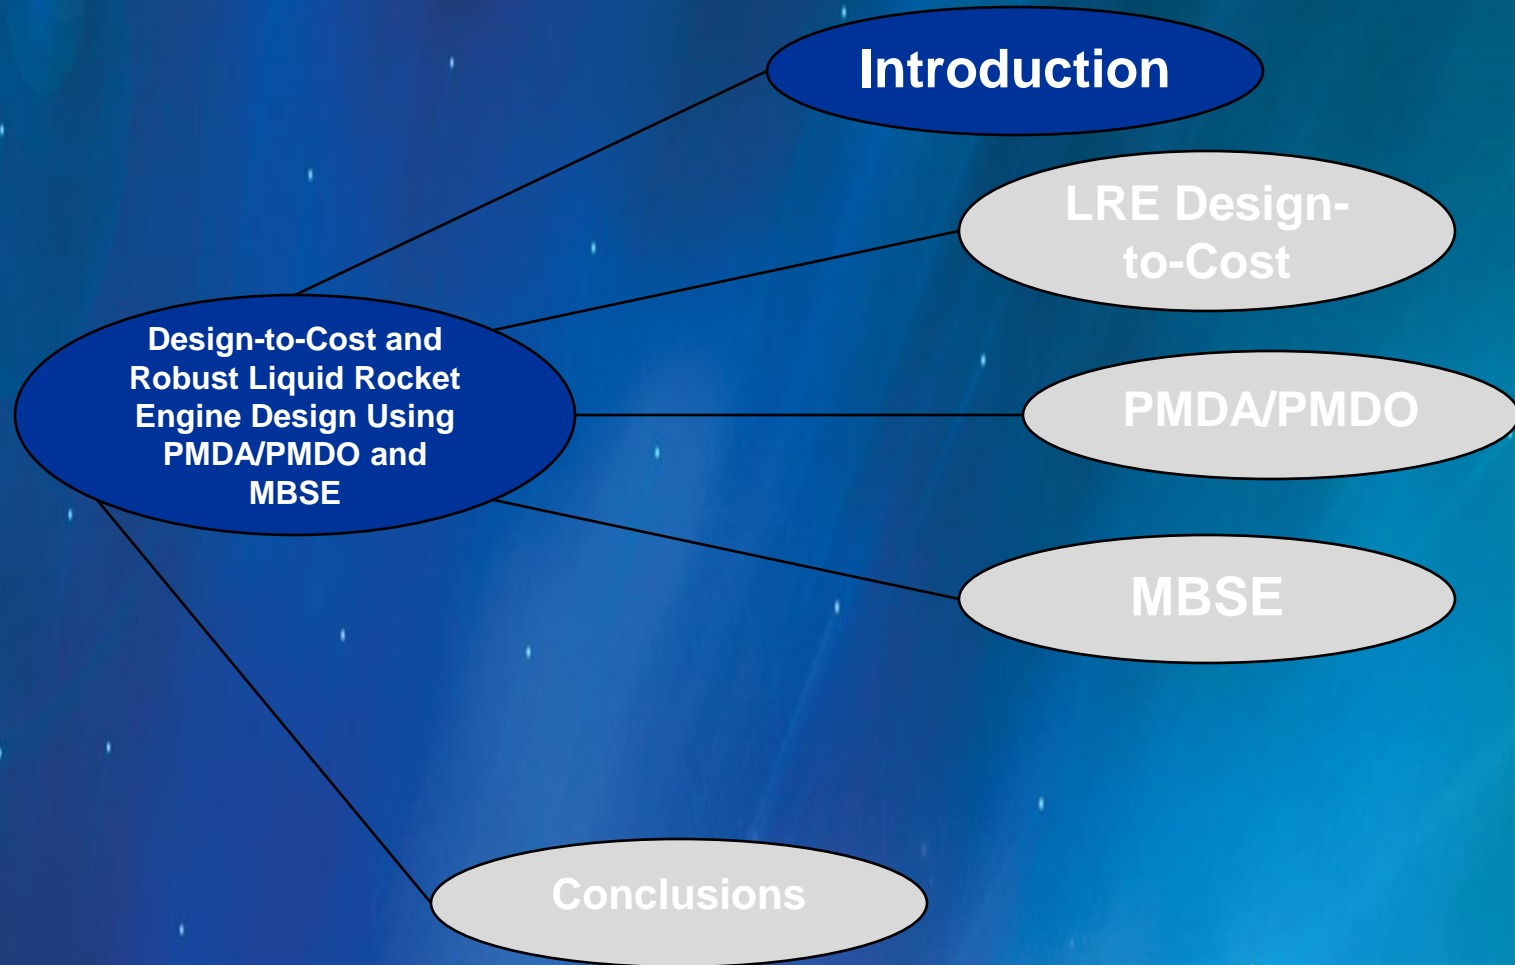 Introduction
LRE Design-
to-Cost
Design-to-Cost and
Robust Liquid Rocket
Engine Design Using
PMDA/PMDO and
MBSE
PMDA/PMDO
MBSE
Conclusions